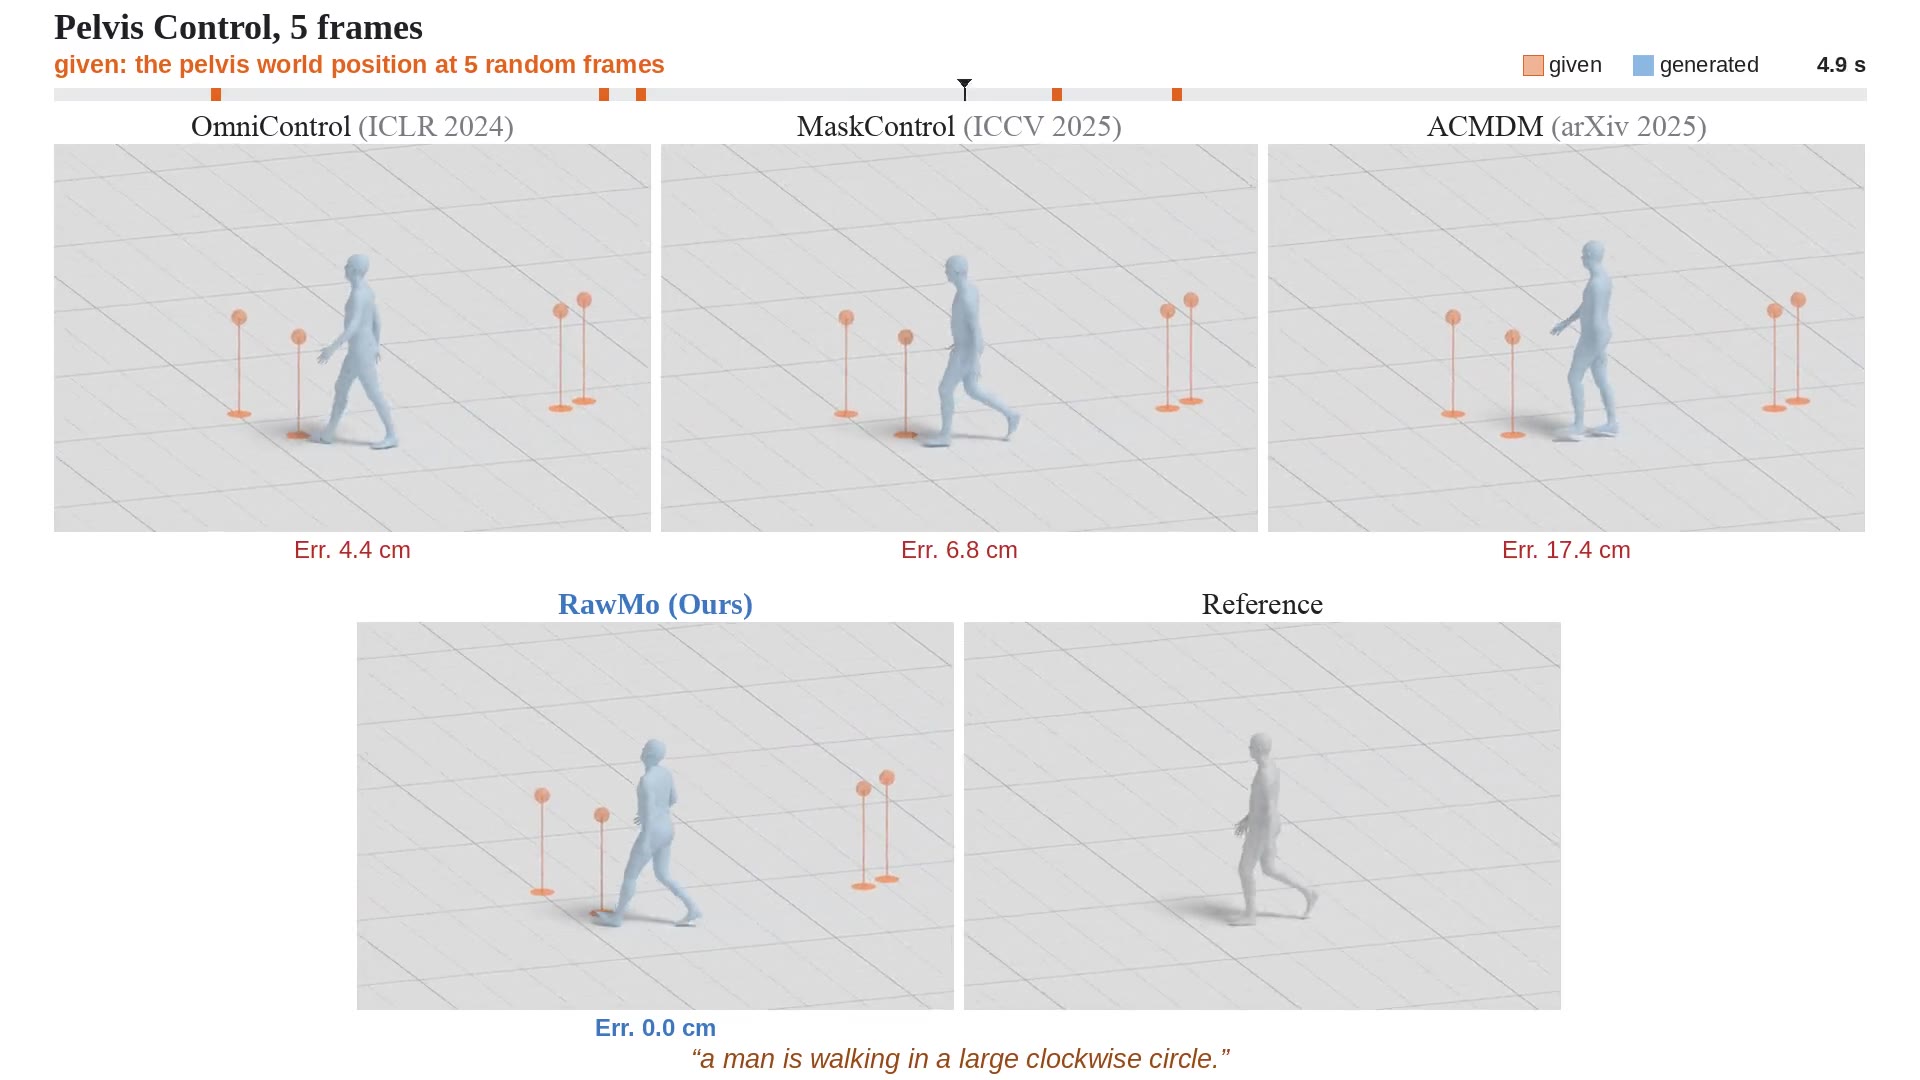 Pelvis Control, 5 frames
given: the pelvis world position at 5 random frames
given generated 4.9 s
OmniControl (ICLR 2024)
MaskControl (ICCV 2025)
ACMDM (arXiv 2025)
Err. 4.4 cm
Err. 6.8 cm
Err. 17.4 cm
RawMo (Ours)
Reference
Err. 0.0 cm
“a man is walking in a large clockwise circle.”